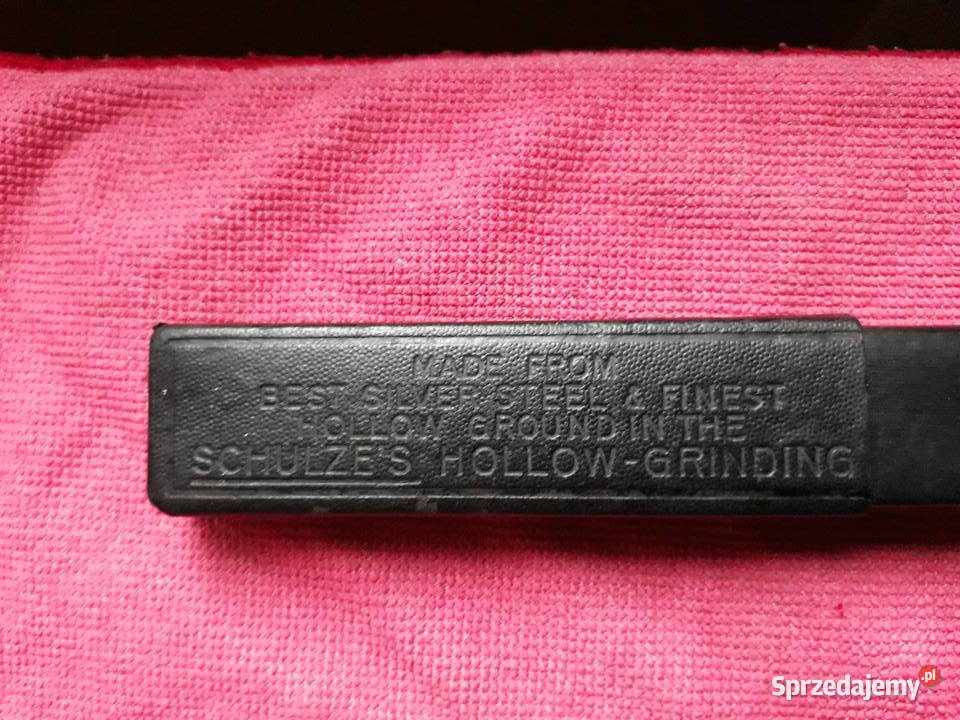 MADE FROM
BEST SILVER STEEL & FINEST
HOLLOW GROUND IN THE
SCHULZE'S HOLLOW-GRINDING
Sprzedajemy.pl